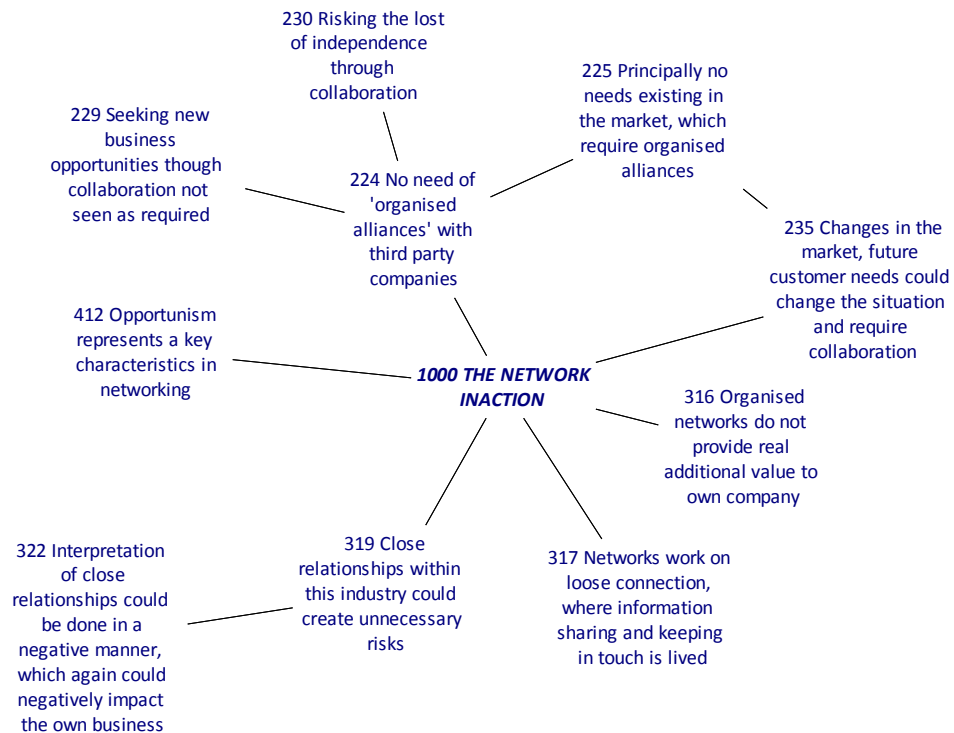 230 Risking the lost
of independence
through
collaboration
225 Principally no
needs existing in
the market, which
require organised
alliances
229 Seeking new
business
opportunities though
collaboration not
seen as required
224 No need of
'organised
alliances' with
third party
companies
235 Changes in the
market, future
customer needs could
change the situation
and require
collaboration
412 Opportunism
represents a key
characteristics in
networking
1000 THE NETWORK
INACTION
316 Organised
networks do not
provide real
additional value to
own company
319 Close
relationships within
this industry could
create unnecessary
risks
317 Networks work on
loose connection,
where information
sharing and keeping
in touch is lived
322 Interpretation
of close
relationships could
be done in a
negative manner,
which again could
negatively impact
the own business